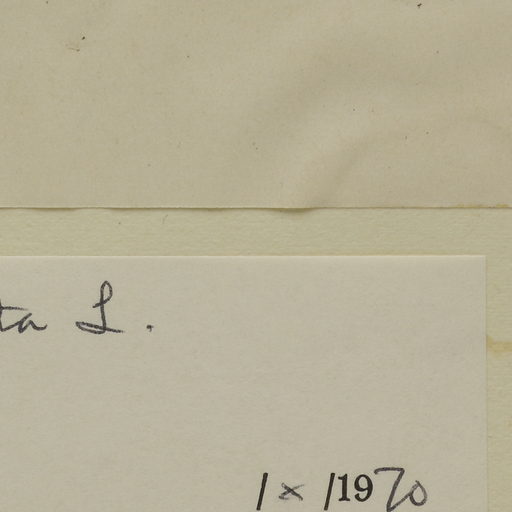 ta L.
/ x /1970